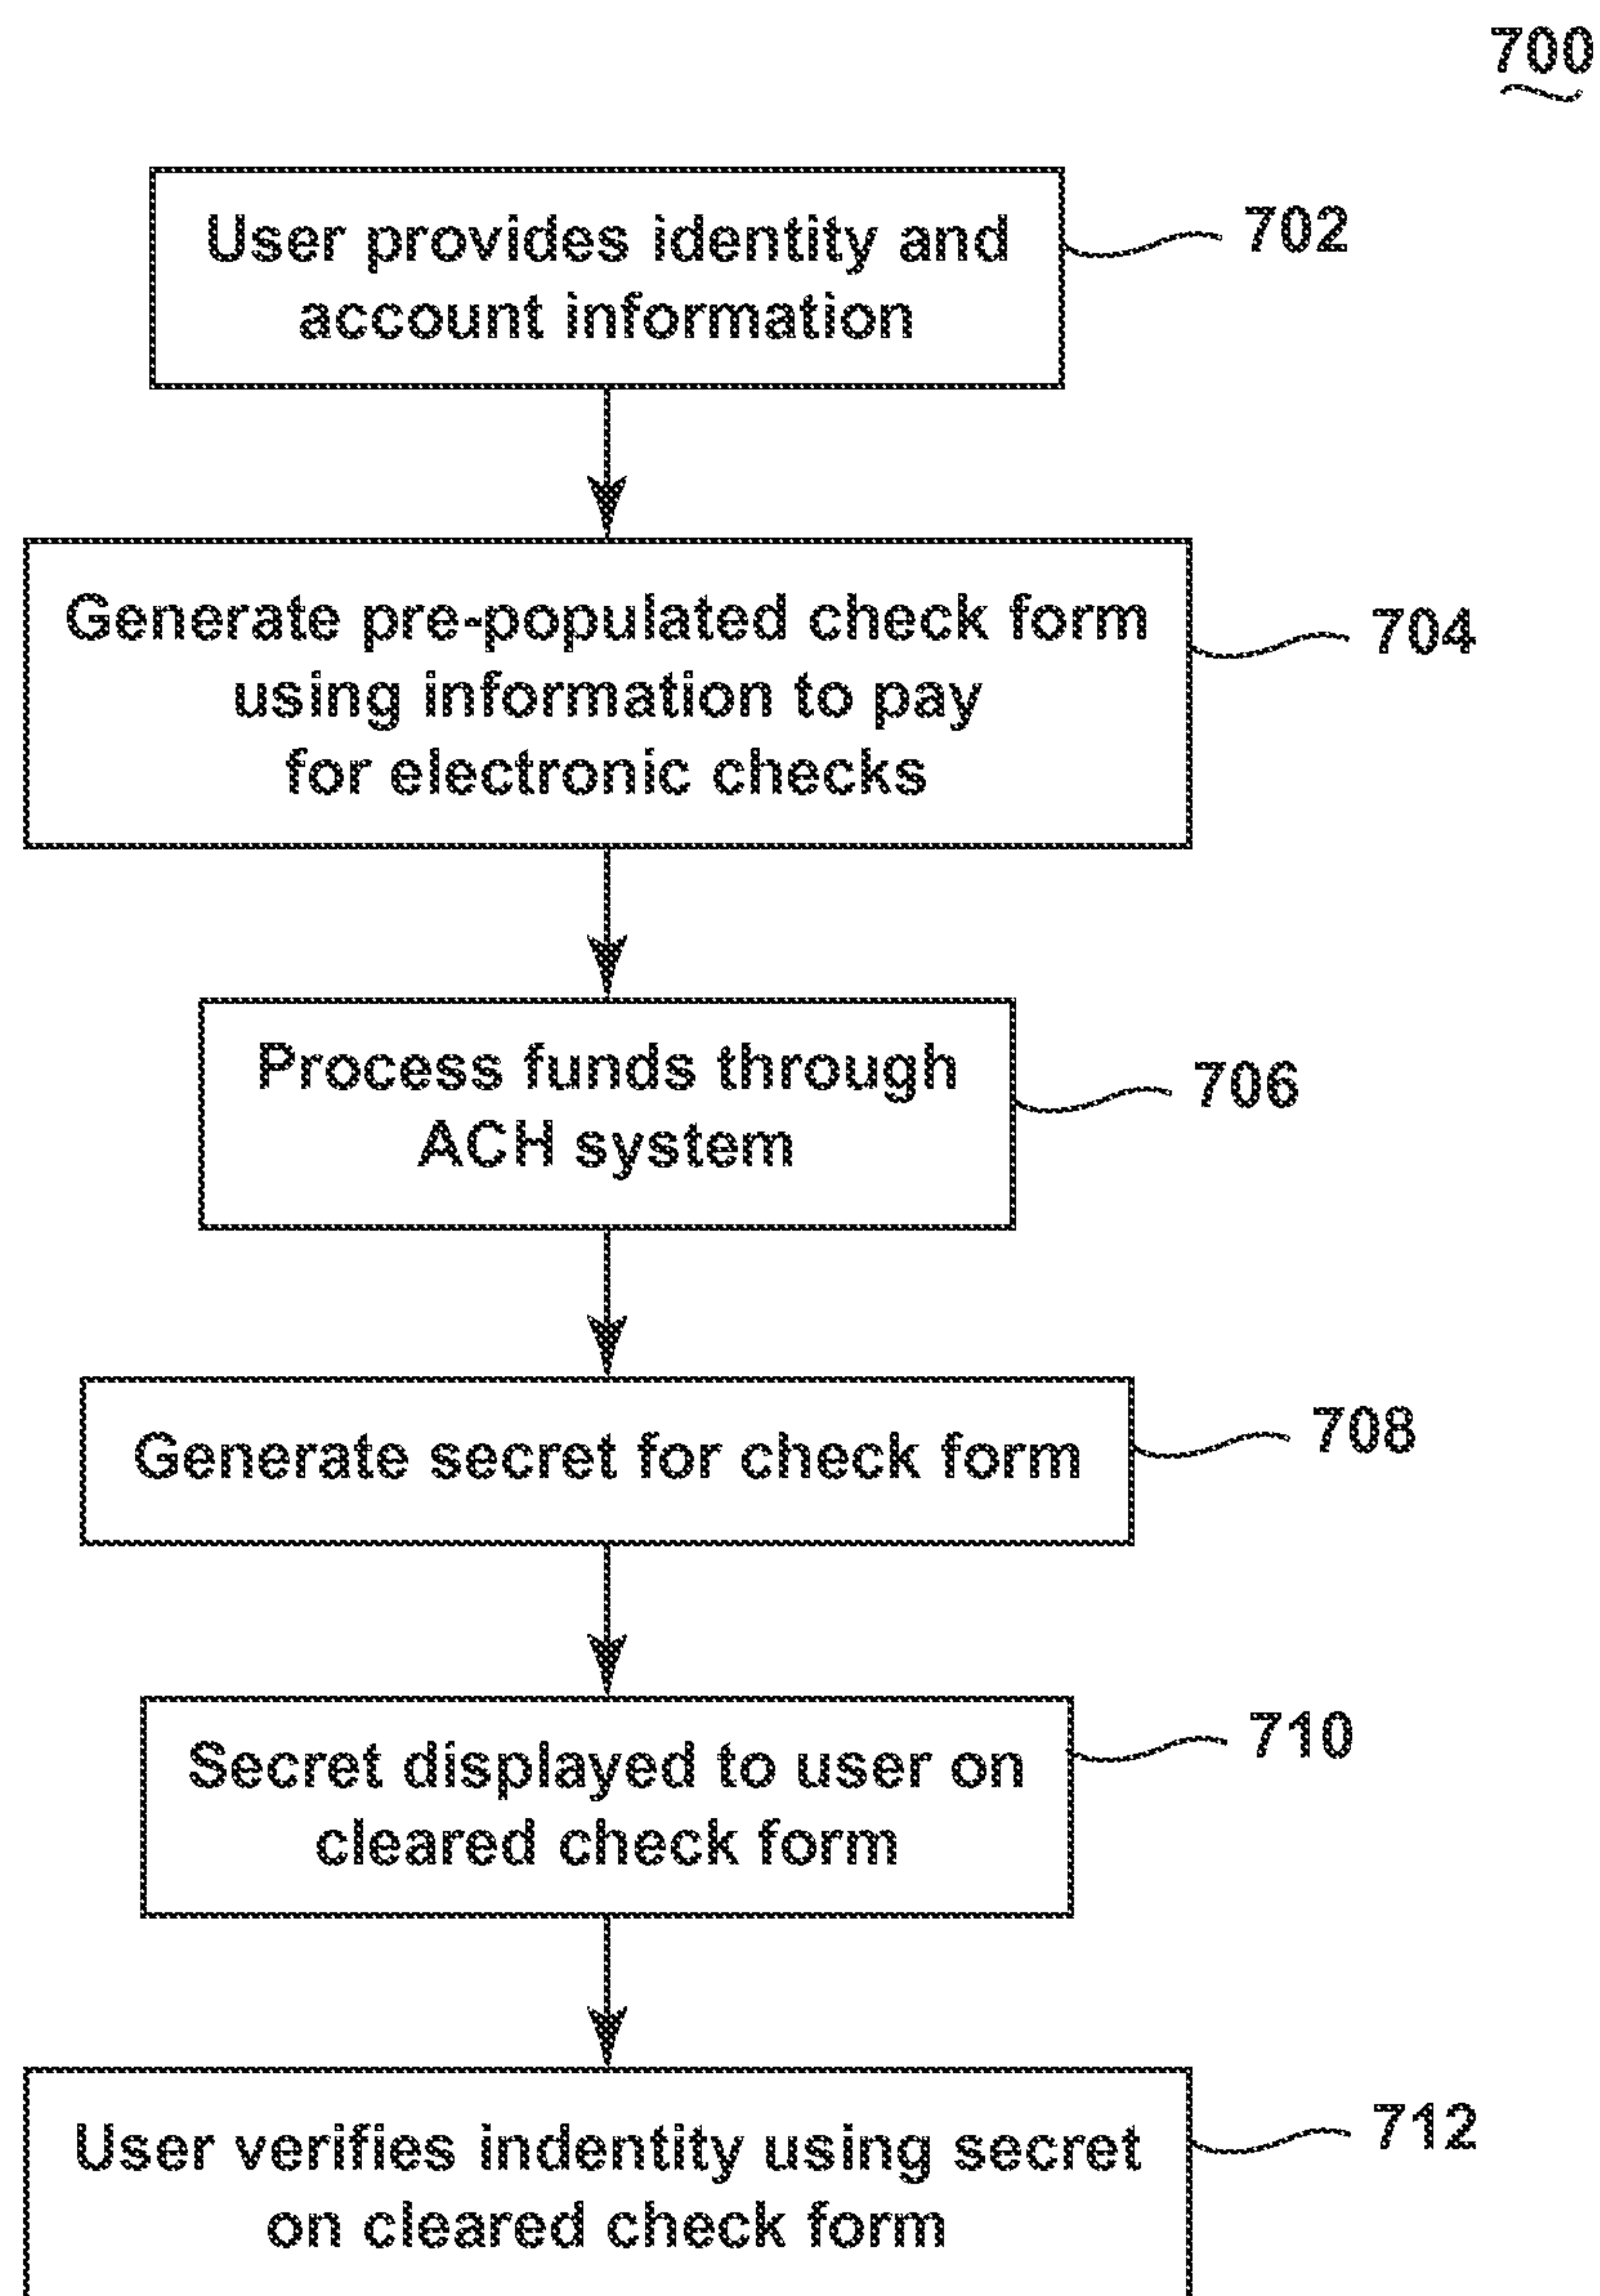 700
User provides identity and
account information
702
Generate pre-populated check form
using information to pay
for electronic checks
704
Process funds through
ACH system
706
Generate secret for check form
708
Secret displayed to user on
cleared check form
710
User verifies indentity using secret
on cleared check form
712